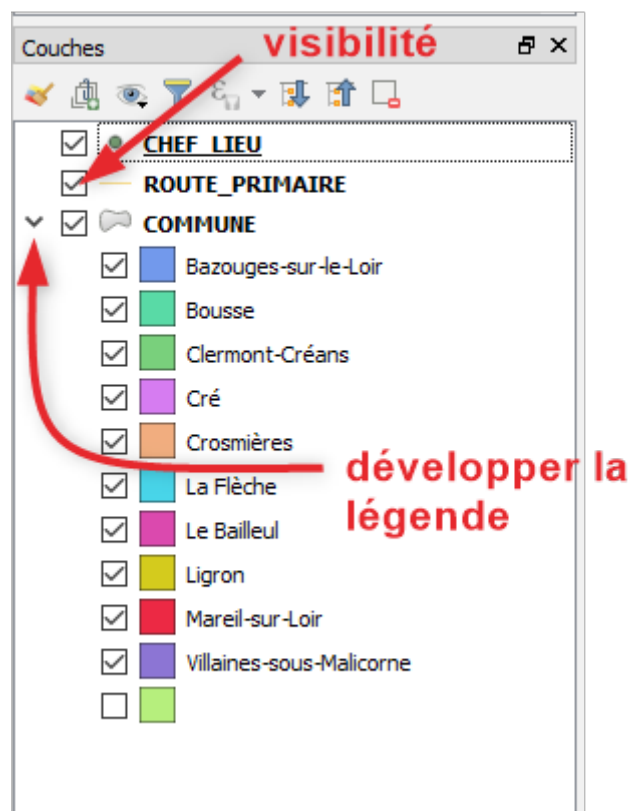 Couches
visibilité
CHEF_LIEU
ROUTE_PRIMAIRE
COMMUNE
Bazouges-sur-le-Loir
Bousse
Clermont-Créans
Cré
Crosmières
La Flèche
Le Bailleul
Ligron
Mareil-sur-Loir
Villaines-sous-Malicorne
développer la
légende